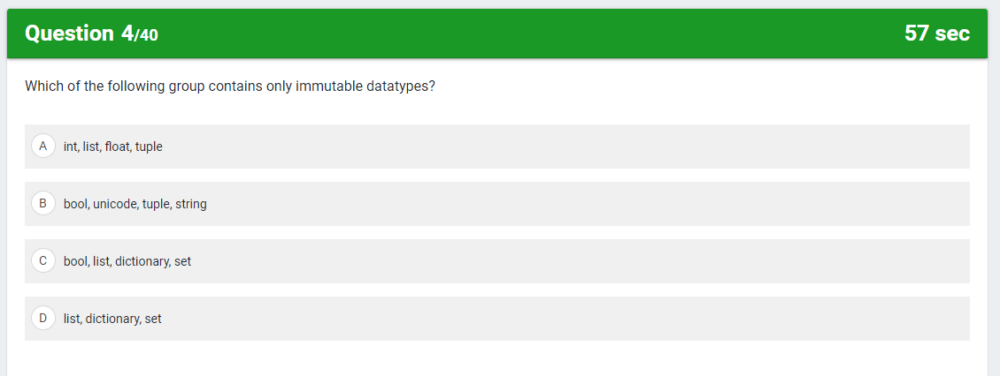 Question 4/40 57 sec
Which of the following group contains only immutable datatypes?
A int, list, float, tuple
B bool, unicode, tuple, string
C bool, list, dictionary, set
D list, dictionary, set